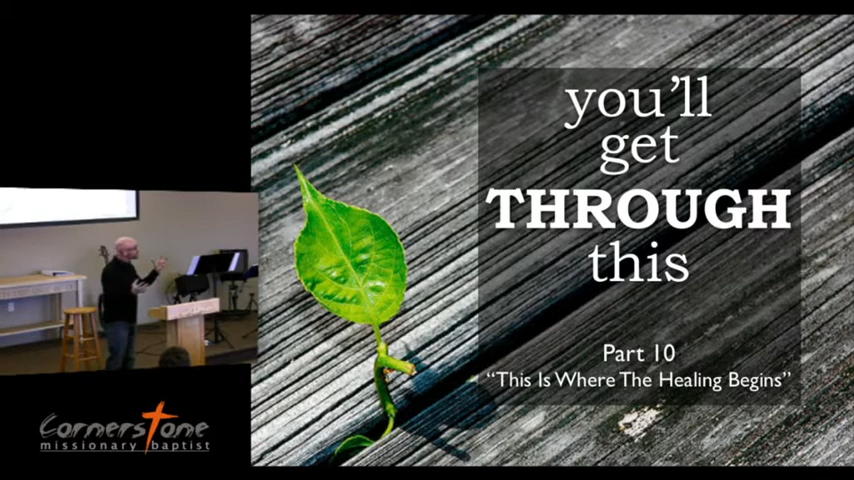 you'll
get
THROUGH
this
Part 10
“This Is Where The Healing Begins”
Cornerstone
missionary baptist